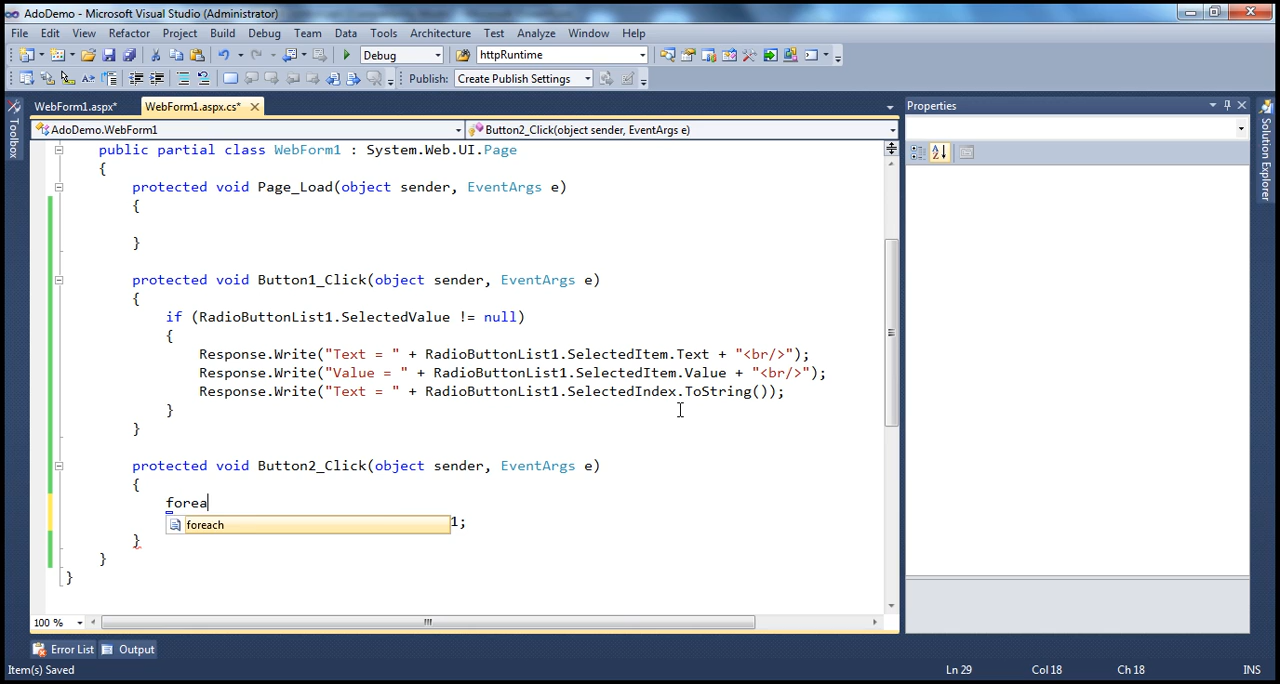 AdoDemo - Microsoft Visual Studio (Administrator)
File Edit View Refactor Project Build Debug Team Data Tools Architecture Test Analyze Window Help
Debug httpRuntime
Publish: Create Publish Settings
WebForm1.aspx* WebForm1.aspx.cs* Properties
AdoDemo.WebForm1 Button2_Click(object sender, EventArgs e)
Toolbox
Solution Explorer
public partial class WebForm1 : System.Web.UI.Page
{
protected void Page_Load(object sender, EventArgs e)
{
}
protected void Button1_Click(object sender, EventArgs e)
{
if (RadioButtonList1.SelectedValue != null)
{
Response.Write("Text = " + RadioButtonList1.SelectedItem.Text + "<br/>");
Response.Write("Value = " + RadioButtonList1.SelectedItem.Value + "<br/>");
Response.Write("Text = " + RadioButtonList1.SelectedIndex.ToString());
}
}
protected void Button2_Click(object sender, EventArgs e)
{
forea
foreach
1;
}
}
}
100 %
Error List Output
Item(s) Saved Ln 29 Col 18 Ch 18 INS